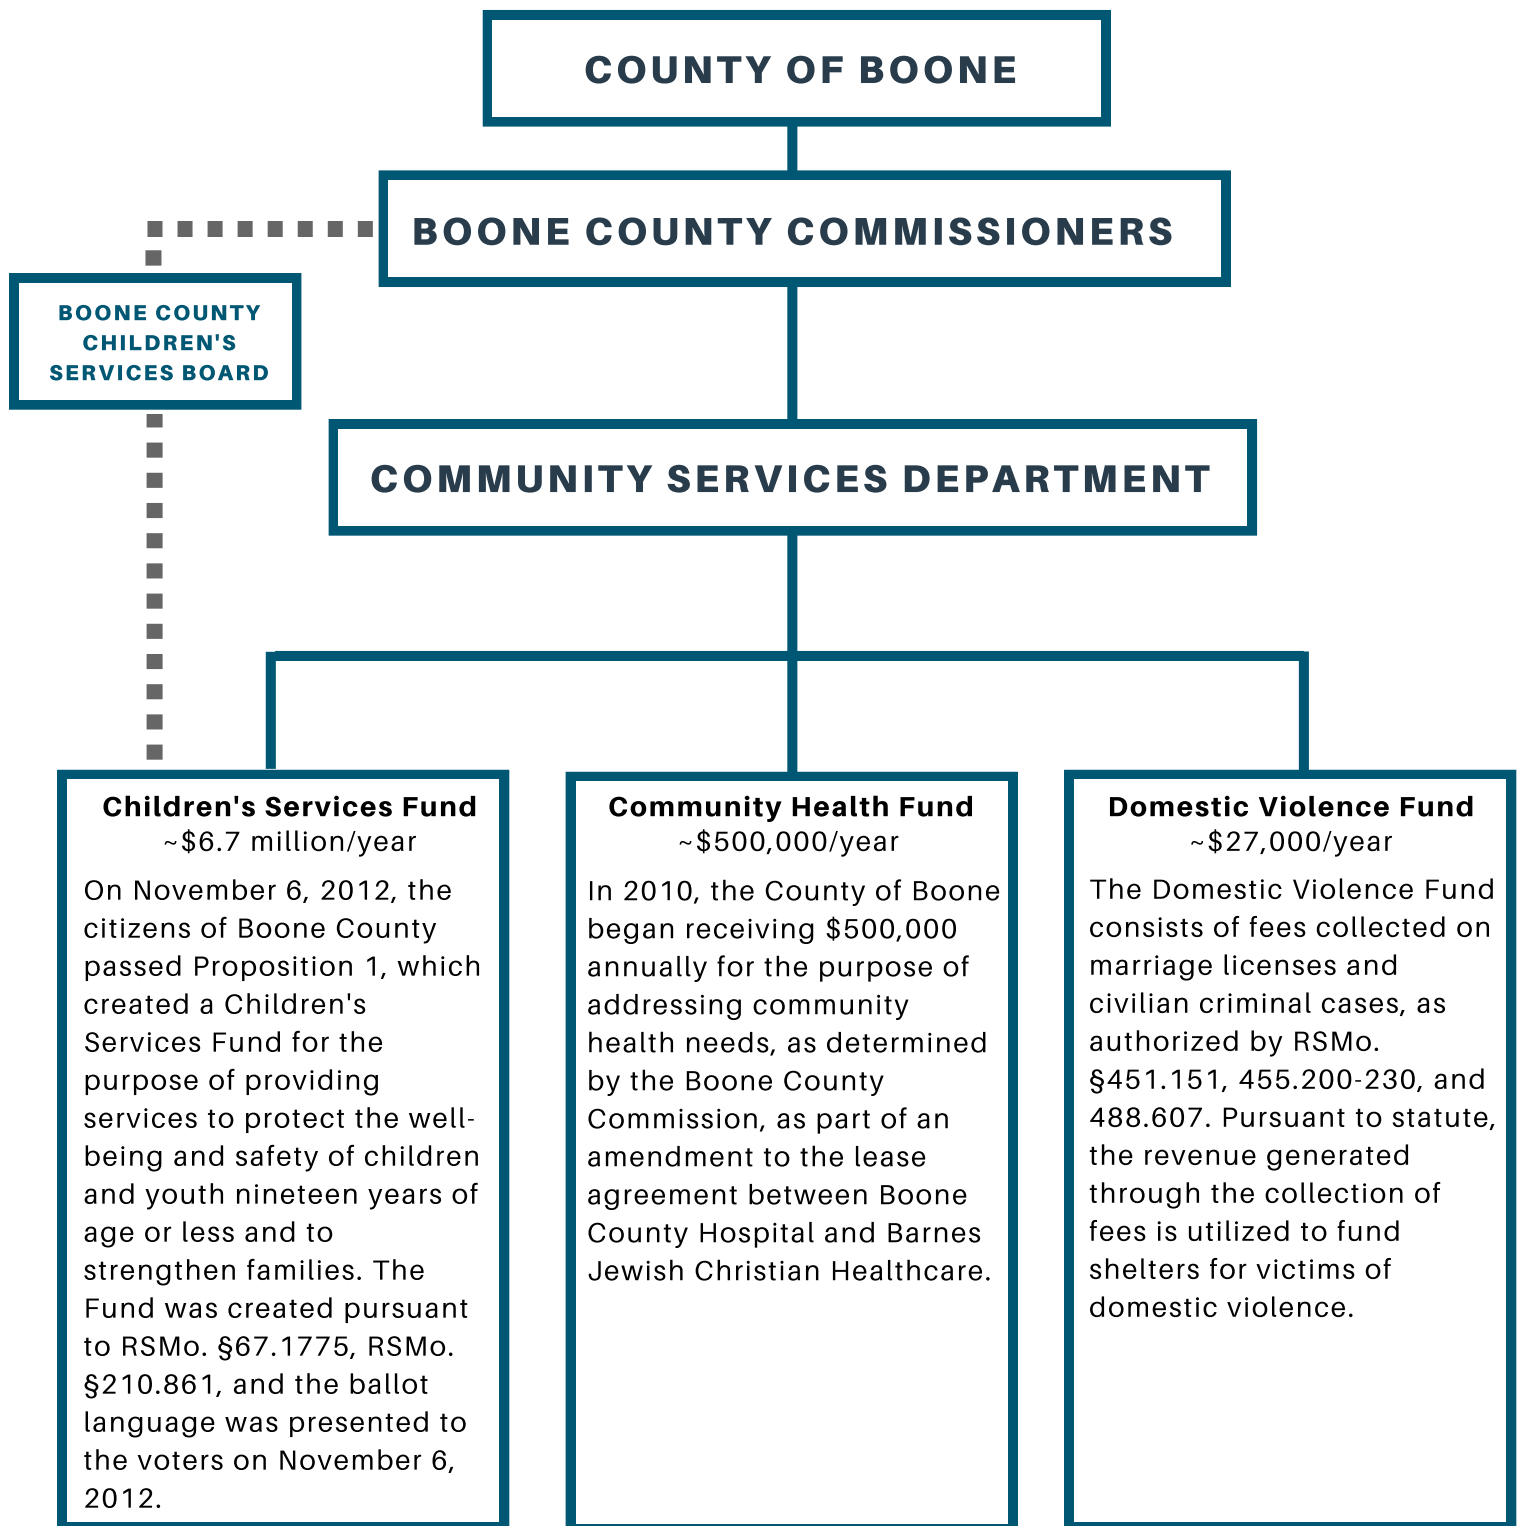 COUNTY OF BOONE
BOONE COUNTY COMMISSIONERS
BOONE COUNTY
CHILDREN'S
SERVICES BOARD
COMMUNITY SERVICES DEPARTMENT
Children's Services Fund
~$6.7 million/year
On November 6, 2012, the
citizens of Boone County
passed Proposition 1, which
created a Children's
Services Fund for the
purpose of providing
services to protect the well-
being and safety of children
and youth nineteen years of
age or less and to
strengthen families. The
Fund was created pursuant
to RSMo. §67.1775, RSMo.
§210.861, and the ballot
language was presented to
the voters on November 6,
2012.
Community Health Fund
~$500,000/year
In 2010, the County of Boone
began receiving $500,000
annually for the purpose of
addressing community
health needs, as determined
by the Boone County
Commission, as part of an
amendment to the lease
agreement between Boone
County Hospital and Barnes
Jewish Christian Healthcare.
Domestic Violence Fund
~$27,000/year
The Domestic Violence Fund
consists of fees collected on
marriage licenses and
civilian criminal cases, as
authorized by RSMo.
§451.151, 455.200-230, and
488.607. Pursuant to statute,
the revenue generated
through the collection of
fees is utilized to fund
shelters for victims of
domestic violence.